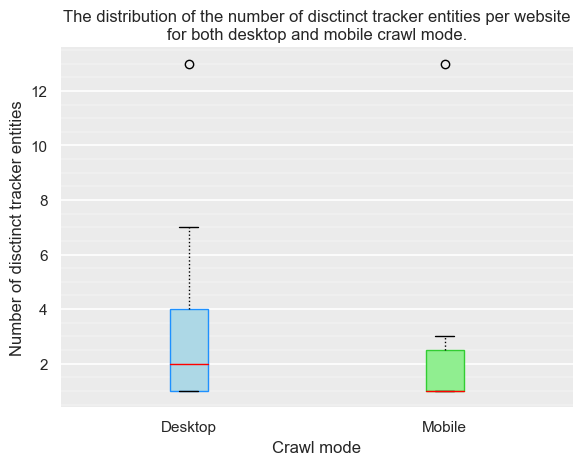 The distribution of the number of disctinct tracker entities per website
for both desktop and mobile crawl mode.
Number of disctinct tracker entities
12
10
8
6
4
2
Desktop
Mobile
Crawl mode